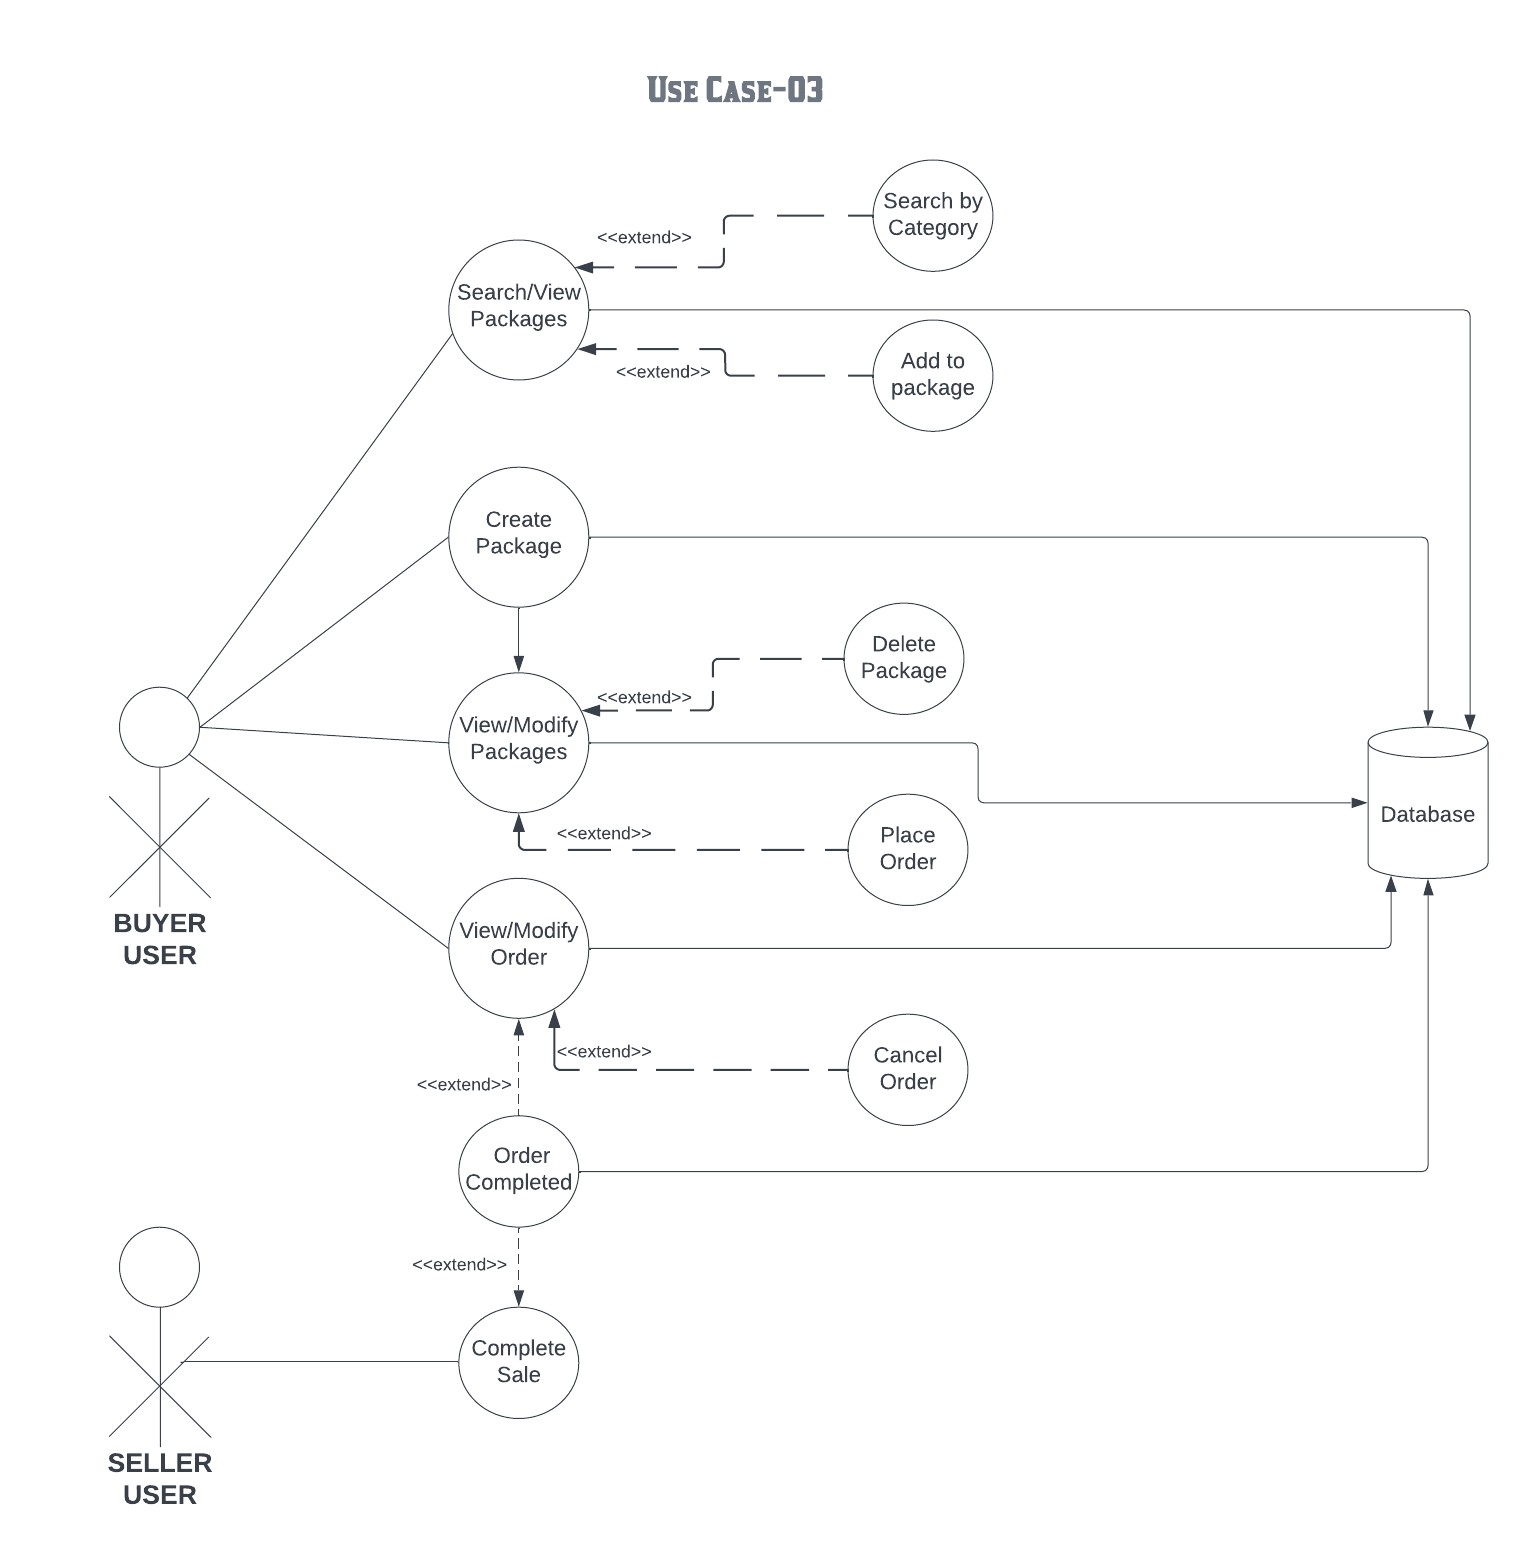 USE CASE-03
Search by
Category
<<extend>>
Search/View
Packages
Add to
package
<<extend>>
Create
Package
Delete
Package
<<extend>>
View/Modify
Packages
Database
Place
Order
<<extend>>
BUYER
USER
View/Modify
Order
Cancel
Order
<<extend>>
<<extend>>
Order
Completed
<<extend>>
Complete
Sale
SELLER
USER